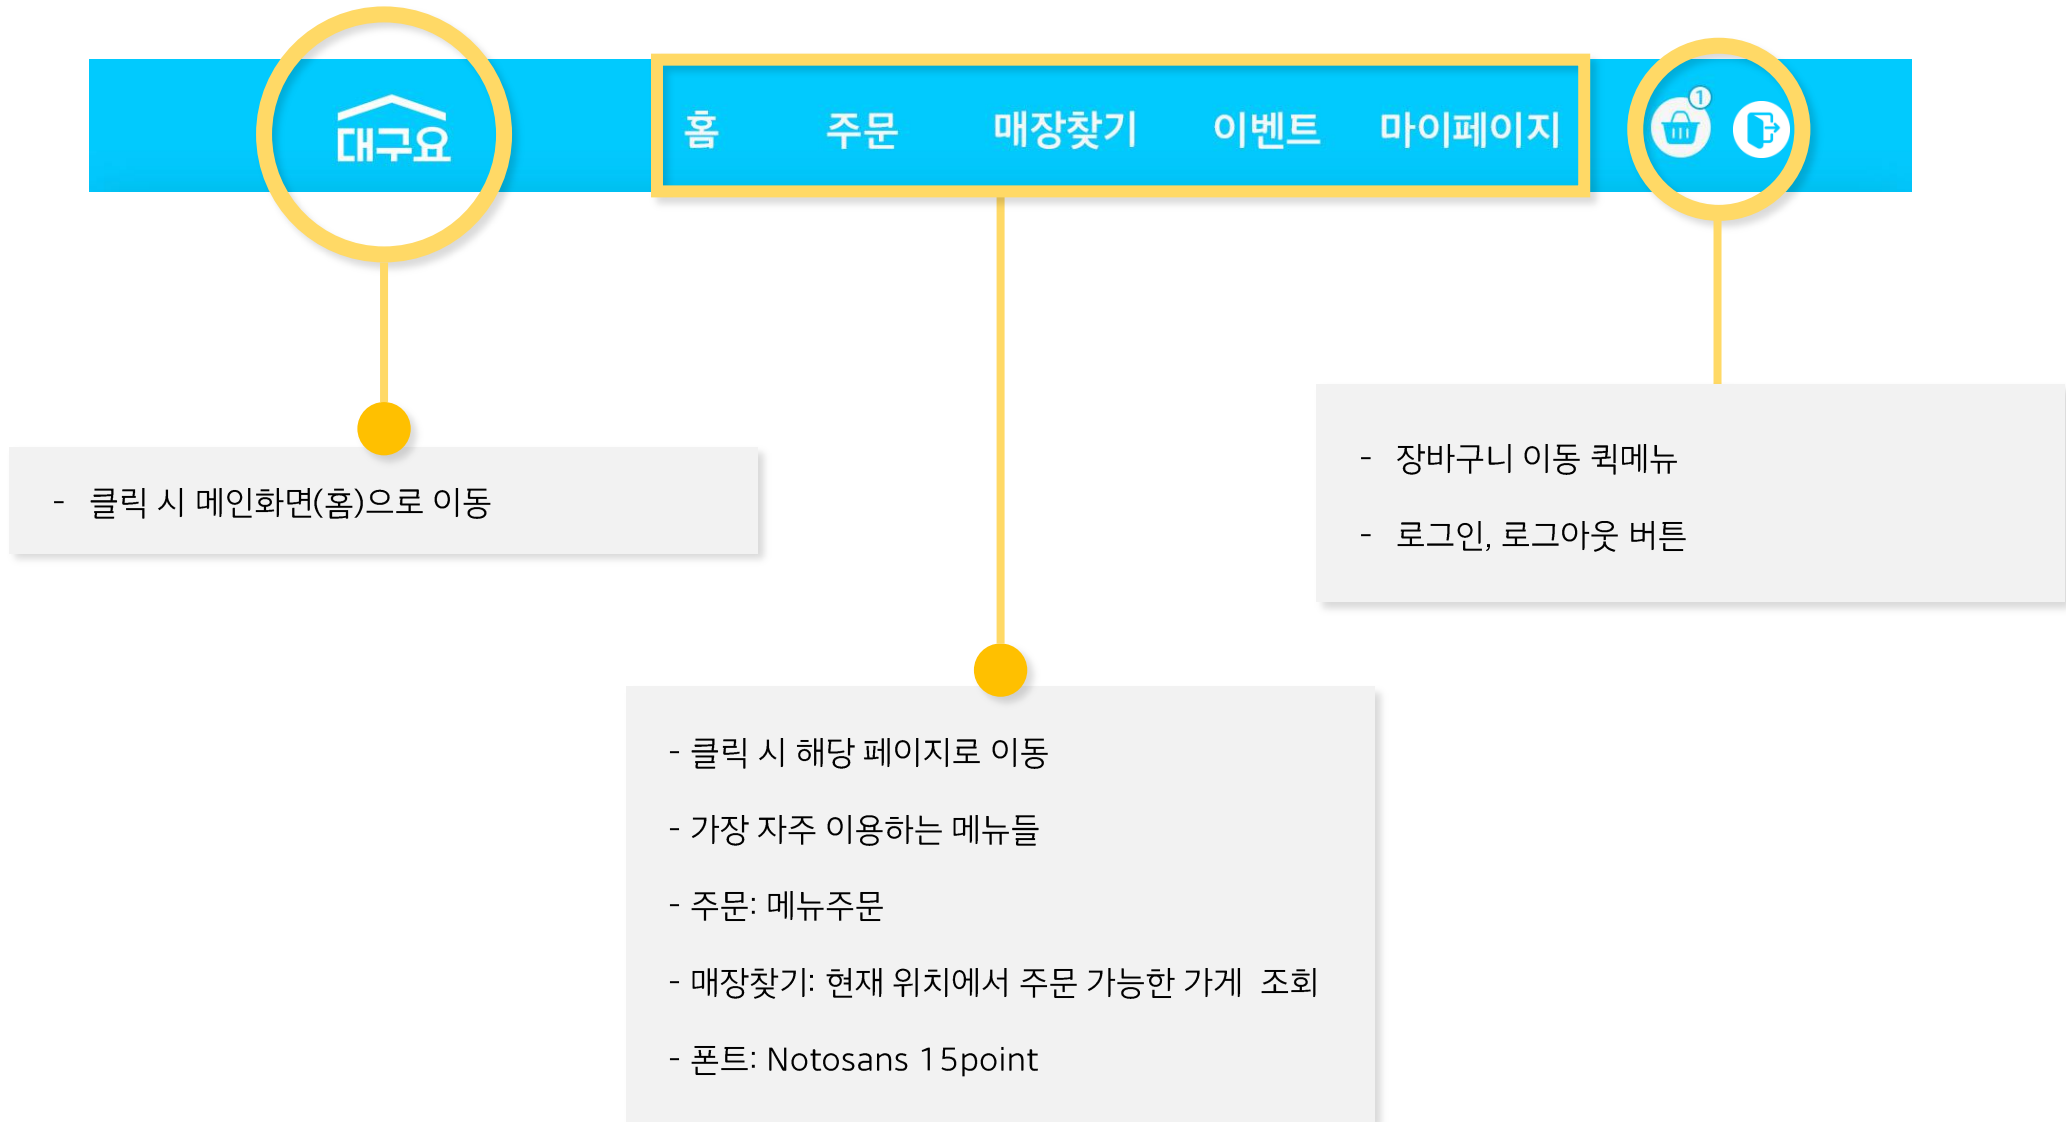 대구요
홈 주문 매장찾기 이벤트 마이페이지
1
- 클릭 시 메인화면(홈)으로 이동
- 장바구니 이동 퀵메뉴
- 로그인, 로그아웃 버튼
- 클릭 시 해당 페이지로 이동
- 가장 자주 이용하는 메뉴들
- 주문: 메뉴주문
- 매장찾기: 현재 위치에서 주문 가능한 가게 조회
- 폰트: Notosans 15point